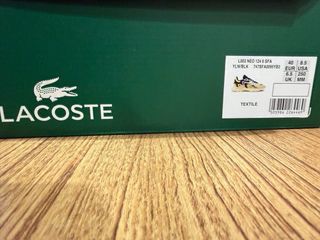 LACOSTE
L003 NEO 124 6 SFA
YLW/BLK 747SFA0096YB3
TEXTILE
40 8.5
EUR USA
6.5 250
UK MM